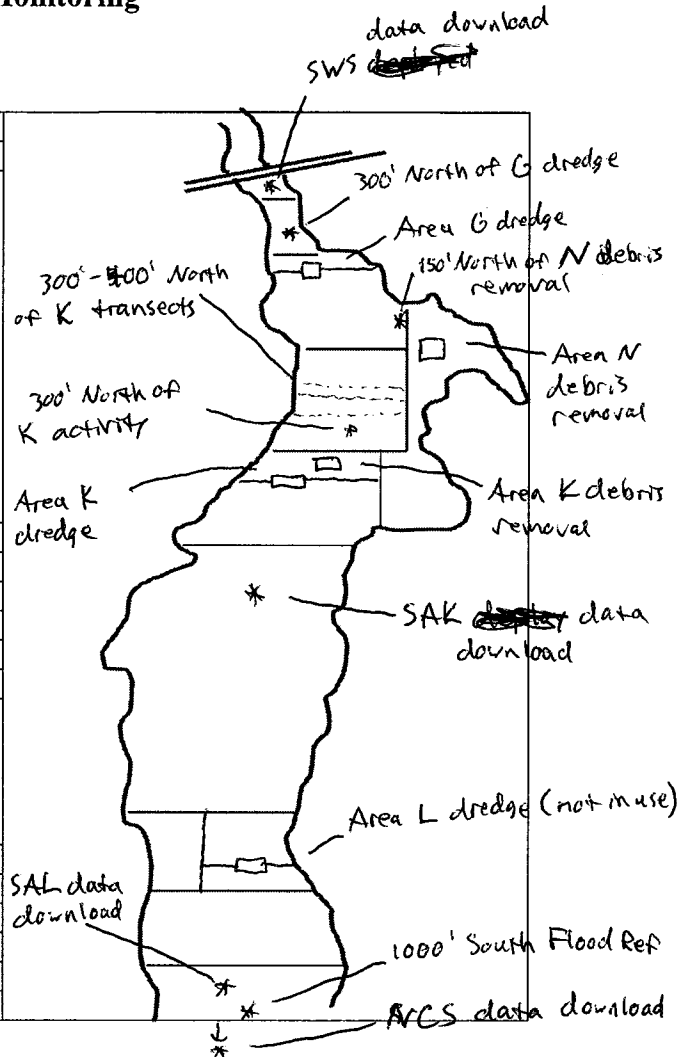 onitoring
data download
SWS
300' North of G dredge
Area G dredge
150' North of N debris
removal
300'-400' North
of K transects
Area N
debris
removal
300' North of
K activity
Area K
dredge
Area K debris
removal
SAK data
download
Area L dredge (not in use)
SAL data
download
1000' South Flood Ref
NCS data download